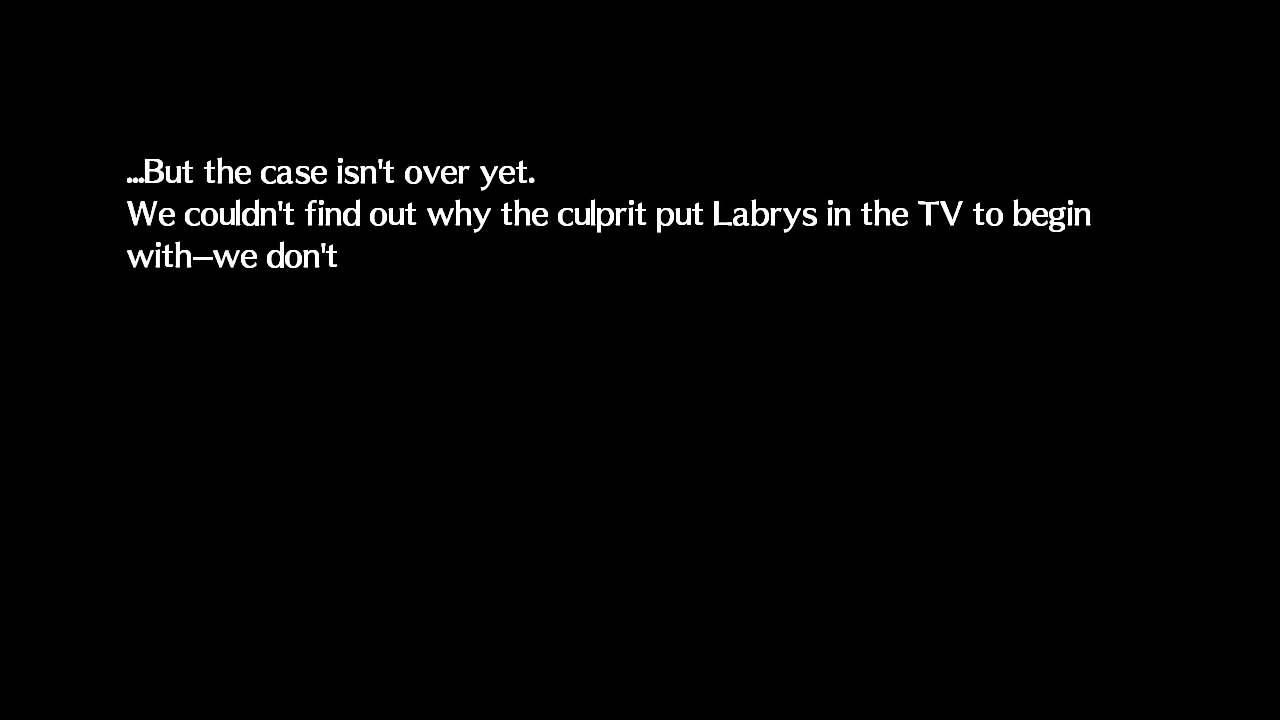 ...But the case isn't over yet.
We couldn't find out why the culprit put Labrys in the TV to begin
with—we don't